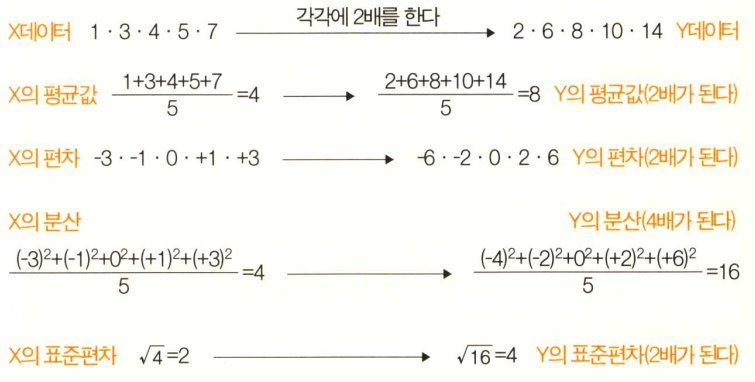 각각에 2배를 한다
X데이터 1 · 3 · 4 · 5 · 7 → 2 · 6 · 8 · 10 · 14 Y데이터
X의 평균값 (1+3+4+5+7)/5 =4 → (2+6+8+10+14)/5 =8 Y의 평균값(2배가 된다)
X의 편차 -3 · -1 · 0 · +1 · +3 → -6 · -2 · 0 · 2 · 6 Y의 편차(2배가 된다)
X의 분산 Y의 분산(4배가 된다)
((-3)²+(-1)²+0²+(+1)²+(+3)²)/5 =4 → ((-4)²+(-2)²+0²+(+2)²+(+6)²)/5 =16
X의 표준편차 √4=2 → √16=4 Y의 표준편차(2배가 된다)